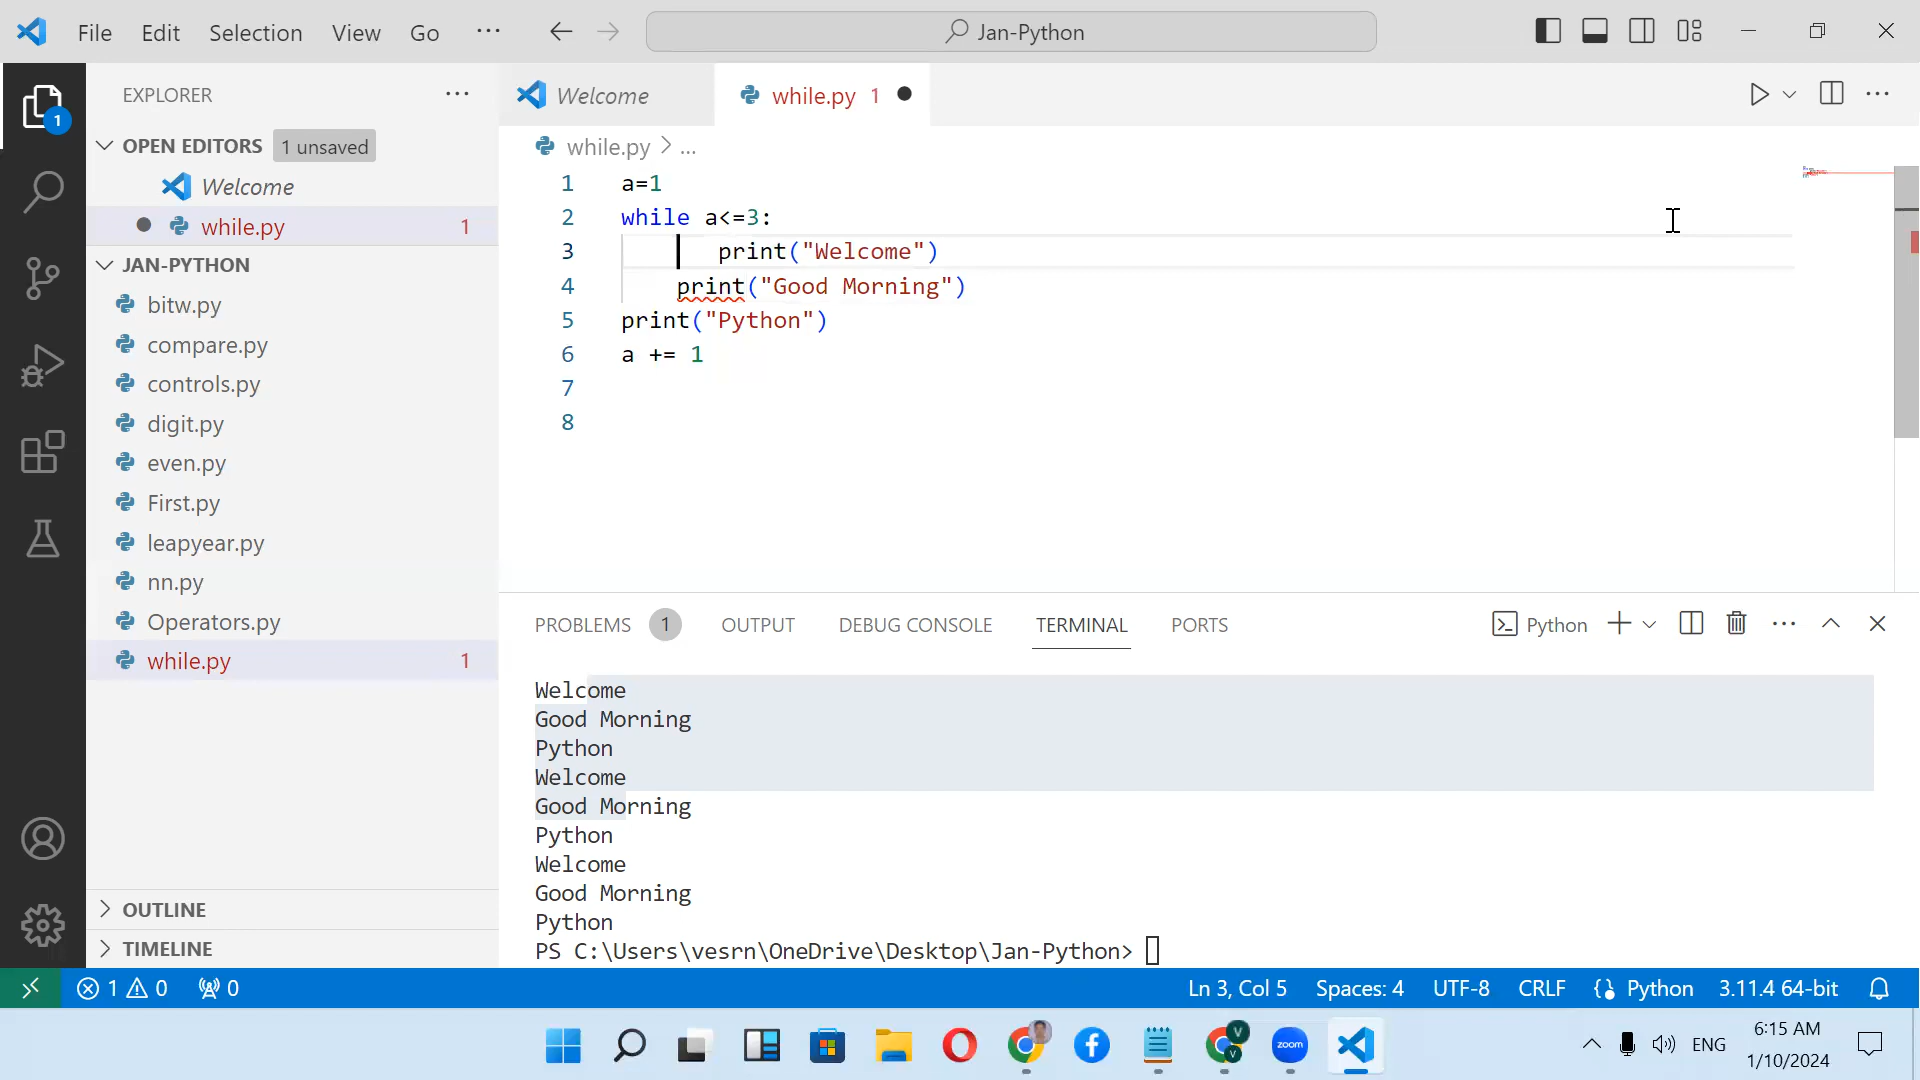 File Edit Selection View Go ... Jan-Python
EXPLORER ...
OPEN EDITORS 1 unsaved
Welcome
while.py 1
JAN-PYTHON
bitw.py
compare.py
controls.py
digit.py
even.py
First.py
leapyear.py
nn.py
Operators.py
while.py 1
OUTLINE
TIMELINE
1
Welcome while.py 1
while.py > ...
1 a=1
2 while a<=3:
3 print("Welcome")
4 print("Good Morning")
5 print("Python")
6 a += 1
7
8
PROBLEMS 1 OUTPUT DEBUG CONSOLE TERMINAL PORTS Python
Welcome
Good Morning
Python
Welcome
Good Morning
Python
Welcome
Good Morning
Python
PS C:\Users\vesrn\OneDrive\Desktop\Jan-Python>
1 0 0 Ln 3, Col 5 Spaces: 4 UTF-8 CRLF Python 3.11.4 64-bit
zoom V V ENG 6:15 AM
1/10/2024